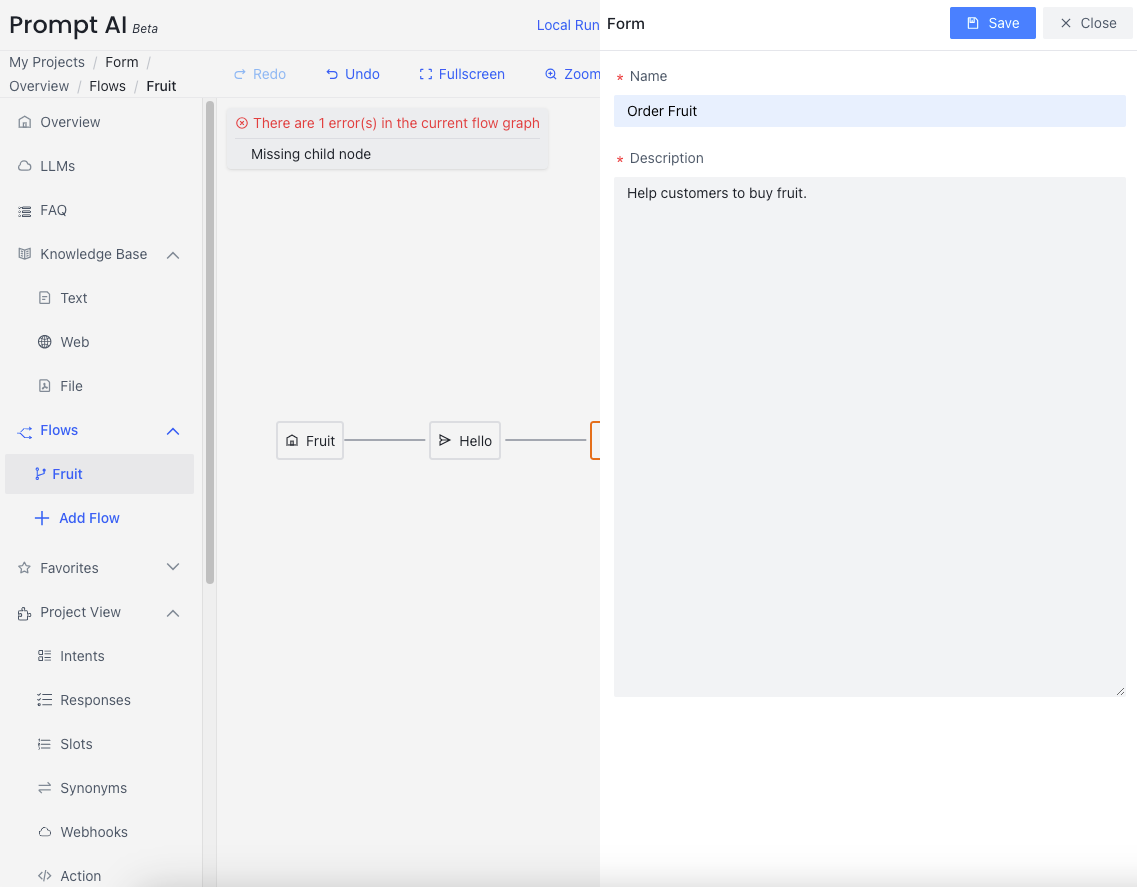 Prompt AI Beta
Local Run
My Projects / Form /
Overview / Flows / Fruit
Redo
Undo
Fullscreen
Zoom
Overview
LLMs
FAQ
Knowledge Base
Text
Web
File
Flows
Fruit
Add Flow
Favorites
Project View
Intents
Responses
Slots
Synonyms
Webhooks
Action
There are 1 error(s) in the current flow graph
Missing child node
Fruit
Hello
Form
Save
Close
* Name
Order Fruit
* Description
Help customers to buy fruit.